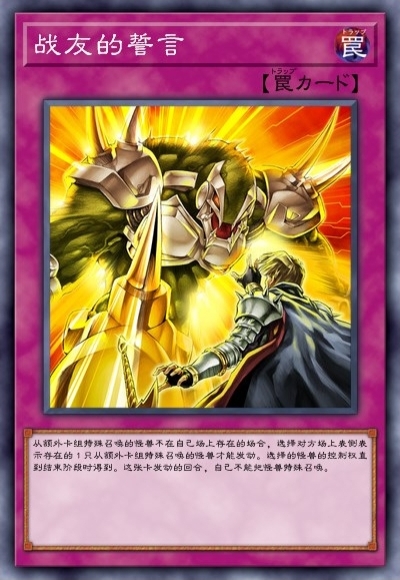 战友的誓言
トラップ
罠
トラップ
【罠カード】
从额外卡组特殊召唤的怪兽不在自己场上存在的场合，选择对方场上表侧表
示存在的１只从额外卡组特殊召唤的怪兽才能发动。选择的怪兽的控制权直
到结束阶段时得到。这张卡发动的回合，自己不能把怪兽特殊召唤。